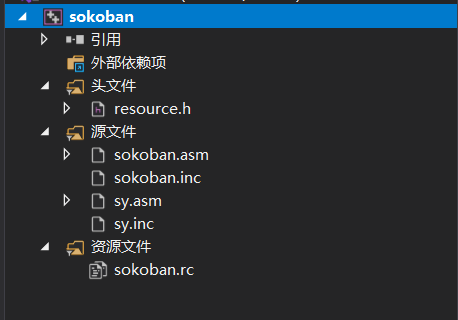 sokoban
引用
外部依赖项
头文件
resource.h
源文件
sokoban.asm
sokoban.inc
sy.asm
sy.inc
资源文件
sokoban.rc